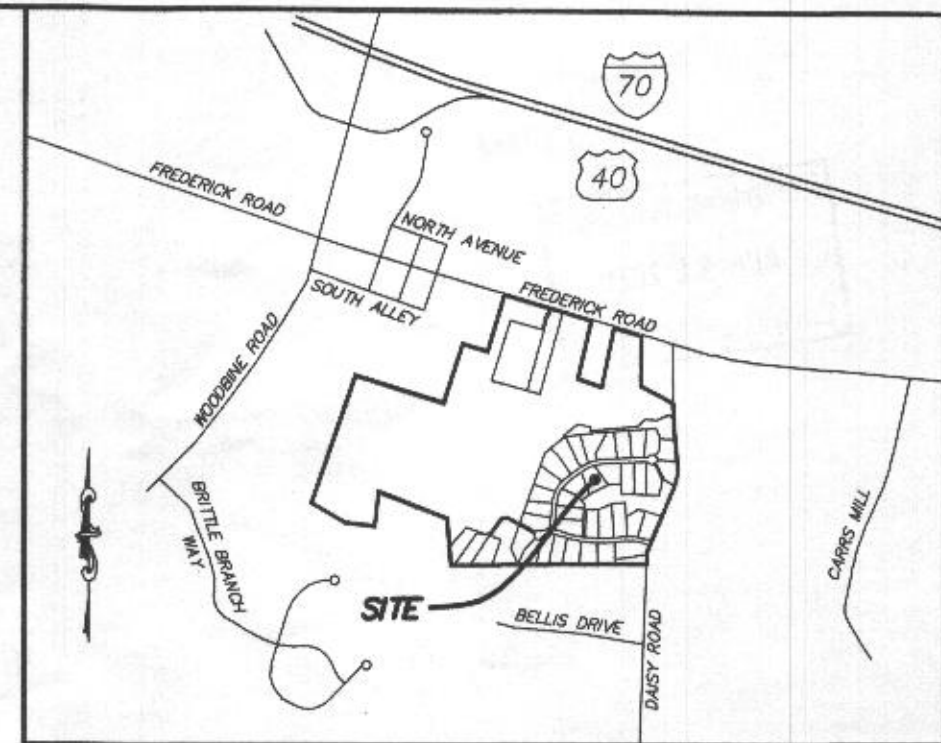 70
40
FREDERICK ROAD
NORTH AVENUE
SOUTH ALLEY
FREDERICK ROAD
WOODBINE ROAD
BRITTLE BRANCH
WAY
SITE
BELLIS DRIVE
DAISY ROAD
CARRS MILL